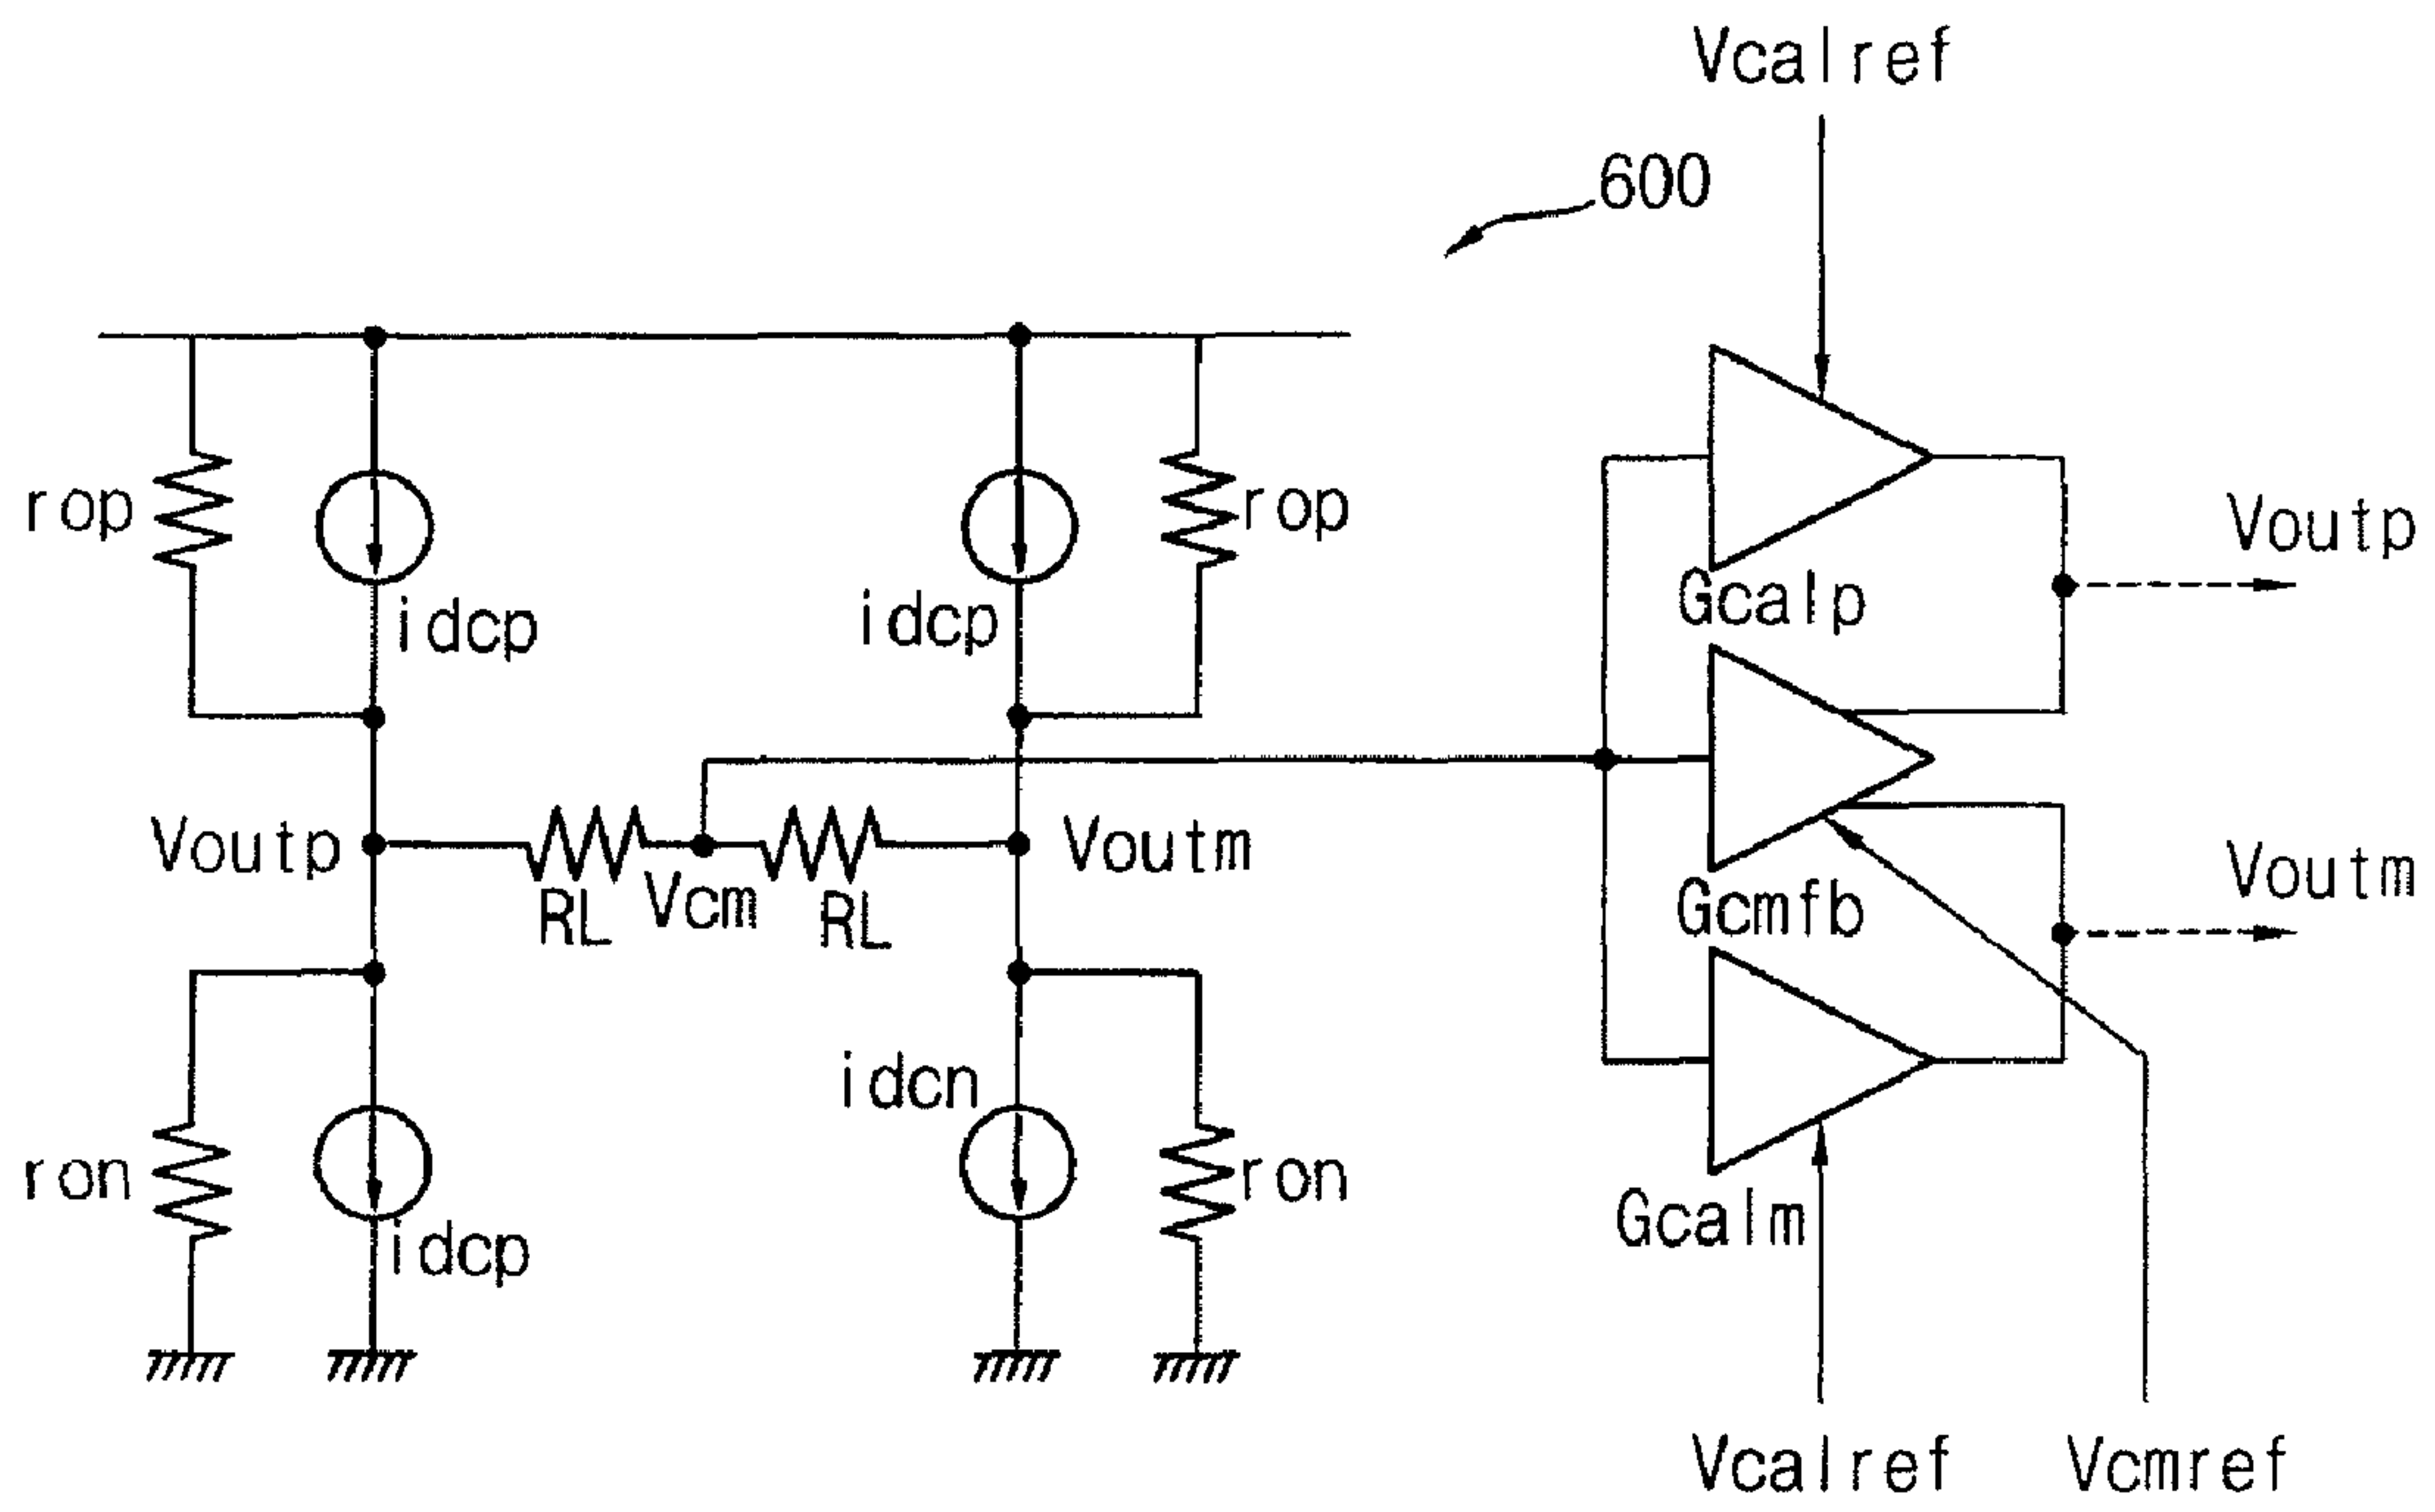 Vcalref
600
rop
idcp
idcp
rop
Voutp
Gcalp
Voutp
RL
Vcm
RL
Voutm
Gcmfb
Voutm
ron
idcp
idcn
ron
Gcalm
Vcalref
Vcmref